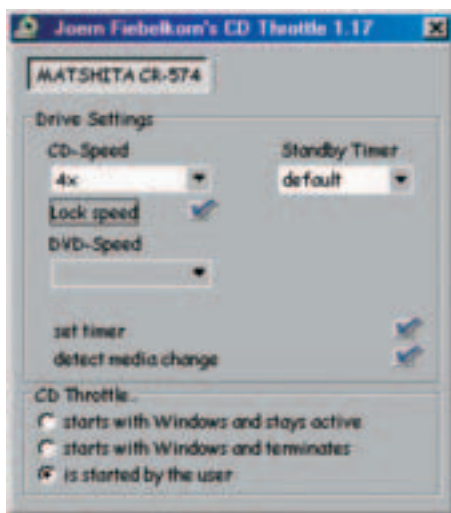 Joern Fiebelkorn's CD Throttle 1.17
MATSHITA CR-574
Drive Settings
CD-Speed
Standby Timer
4x
default
Lock speed
DVD-Speed
set timer
detect media change
CD Throttle..
starts with Windows and stays active
starts with Windows and terminates
is started by the user